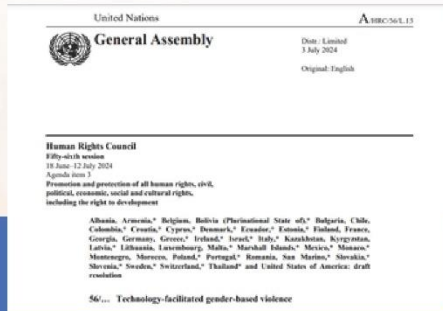 United Nations
A/HRC/56/L.15
General Assembly
Distr.: Limited
3 July 2024
Original: English
Human Rights Council
Fifty-sixth session
18 June–12 July 2024
Agenda item 3
Promotion and protection of all human rights, civil,
political, economic, social and cultural rights,
including the right to development
Albania, Armenia,* Belgium, Bolivia (Plurinational State of),* Bulgaria, Chile,
Colombia,* Croatia,* Cyprus,* Denmark,* Ecuador,* Estonia,* Finland, France,
Georgia, Germany, Greece,* Ireland,* Israel,* Italy,* Kazakhstan, Kyrgyzstan,
Latvia,* Lithuania, Luxembourg, Malta,* Marshall Islands,* Mexico,* Monaco,*
Montenegro, Morocco, Poland,* Portugal,* Romania, San Marino,* Slovakia,*
Slovenia,* Sweden,* Switzerland,* Thailand* and United States of America: draft
resolution
56/... Technology-facilitated gender-based violence